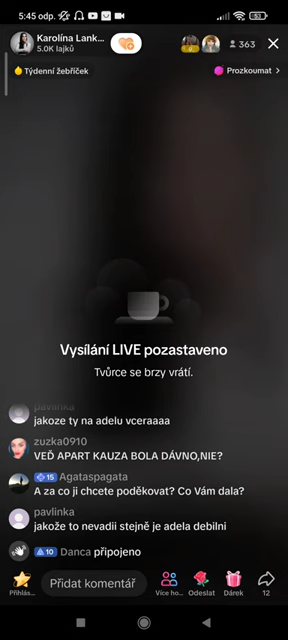 5:45 odp.
53
Karolína Lank...
5.0K lajků
363
Týdenní žebříček
Prozkoumat
Vysílání LIVE pozastaveno
Tvůrce se brzy vrátí.
pavlinka
jakoze ty na adelu vceraaaa
zuzka0910
VEĎ APART KAUZA BOLA DÁVNO,NIE?
15 Agataspagata
A za co ji chcete poděkovat? Co Vám dala?
pavlinka
jakože to nevadii stejně je adela debilni
10 Danca připojeno
Přidat komentář
Přihlás...
Více ho...
Odeslat
Dárek
12